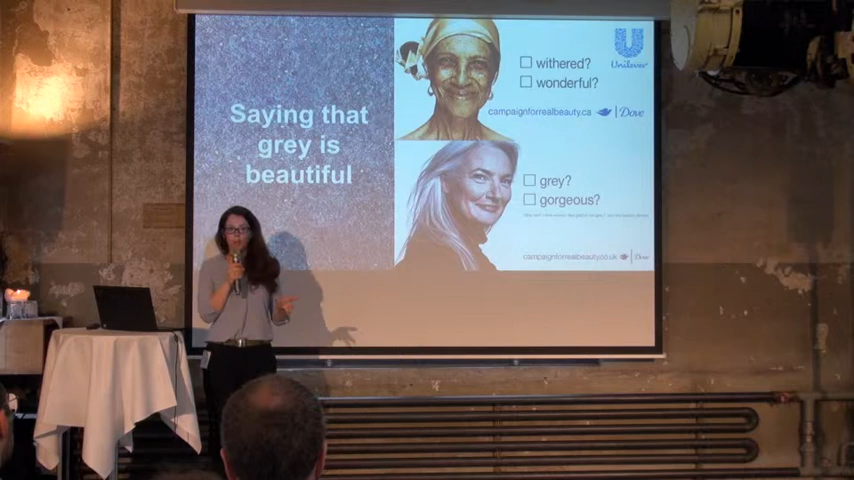 Saying that
grey is
beautiful
withered?
wonderful?
Unilever
campaignforrealbeauty.ca
Dove
grey?
gorgeous?
campaignforrealbeauty.co.uk
Dove